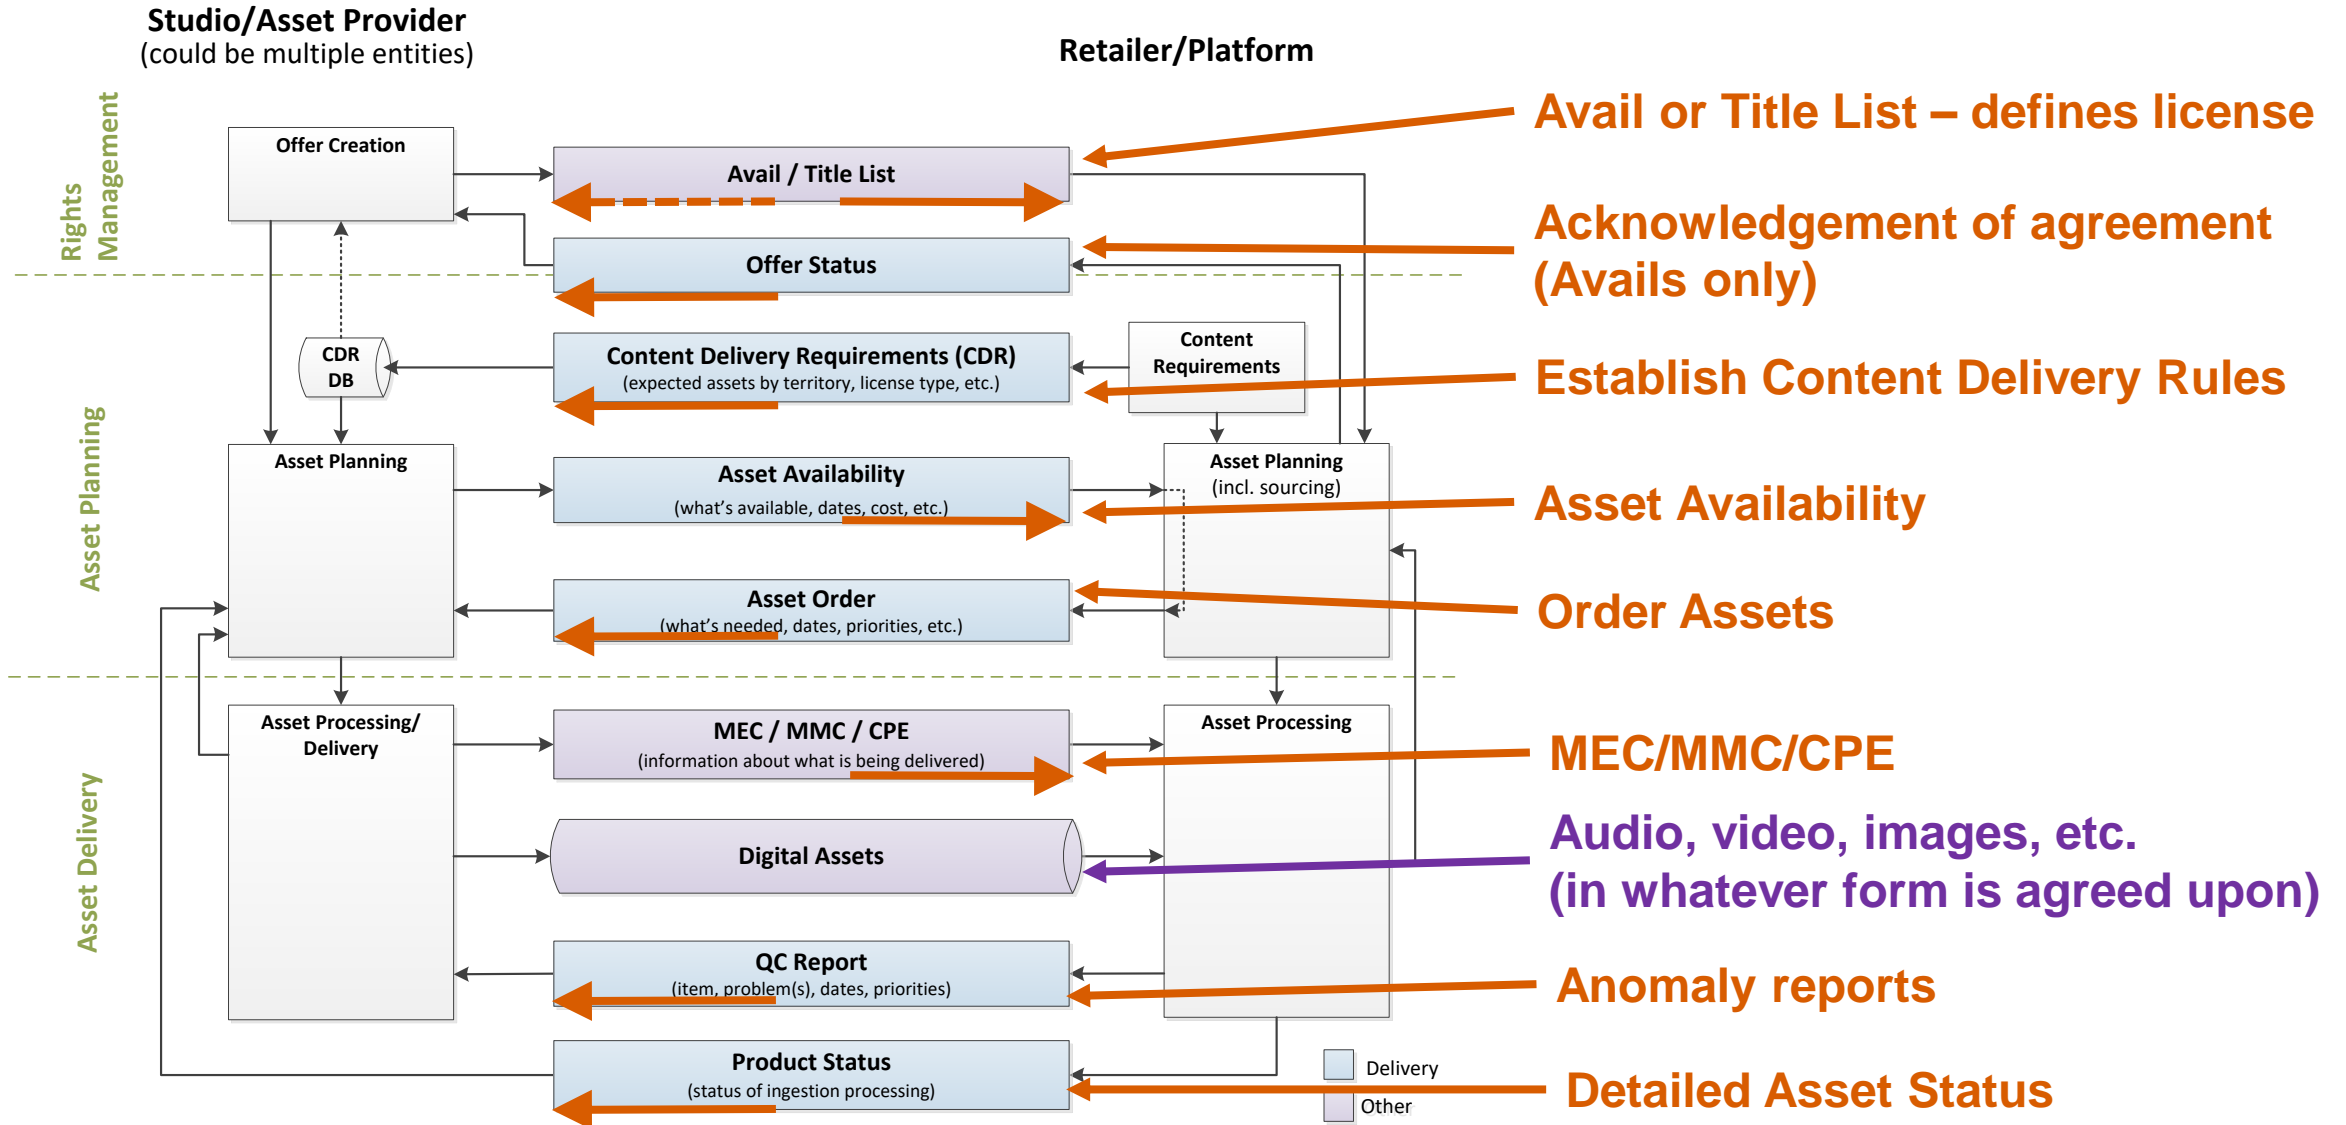 Studio/Asset Provider
(could be multiple entities)
Retailer/Platform
Rights
Management
Offer Creation
Avail / Title List
Avail or Title List – defines license
Offer Status
Acknowledgement of agreement
(Avails only)
CDR
DB
Content Delivery Requirements (CDR)
(expected assets by territory, license type, etc.)
Content
Requirements
Establish Content Delivery Rules
Asset Planning
Asset Planning
Asset Availability
(what's available, dates, cost, etc.)
Asset Planning
(incl. sourcing)
Asset Availability
Asset Order
(what's needed, dates, priorities, etc.)
Order Assets
Asset Delivery
Asset Processing/
Delivery
MEC / MMC / CPE
(information about what is being delivered)
Asset Processing
MEC/MMC/CPE
Digital Assets
Audio, video, images, etc.
(in whatever form is agreed upon)
QC Report
(item, problem(s), dates, priorities)
Anomaly reports
Product Status
(status of ingestion processing)
Delivery
Other
Detailed Asset Status